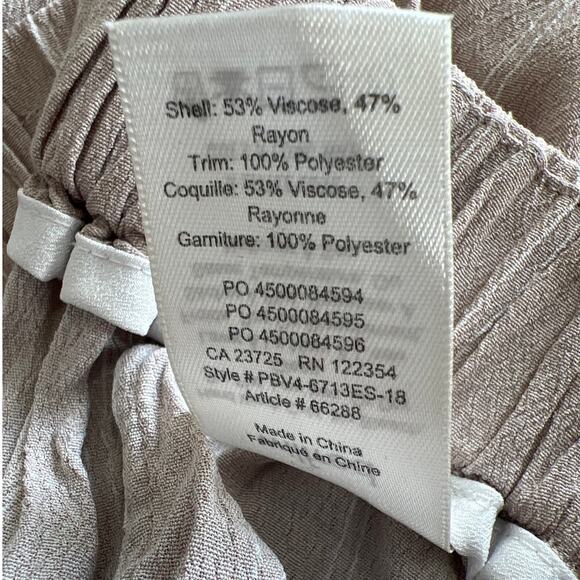 Shell: 53% Viscose, 47%
Rayon
Trim: 100% Polyester
Coquille: 53% Viscose, 47%
Rayonne
Garniture: 100% Polyester
PO 4500084594
PO 4500084595
PO 4500084596
CA 23725 RN 122354
Style # PBV4-6713ES-18
Article # 66288
Made in China
Fabriqué en Chine